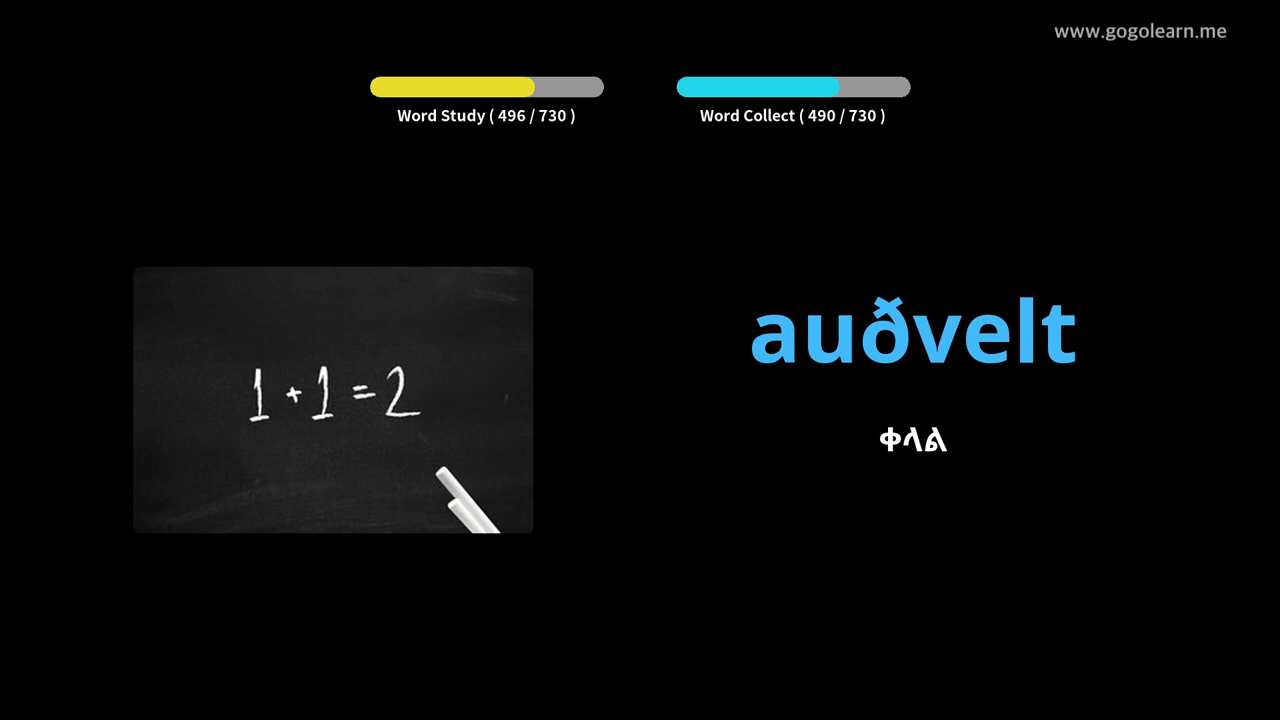 www.gogolearn.me
Word Study ( 496 / 730 )
Word Collect ( 490 / 730 )
1 + 1 = 2
auðvelt
ቀላል